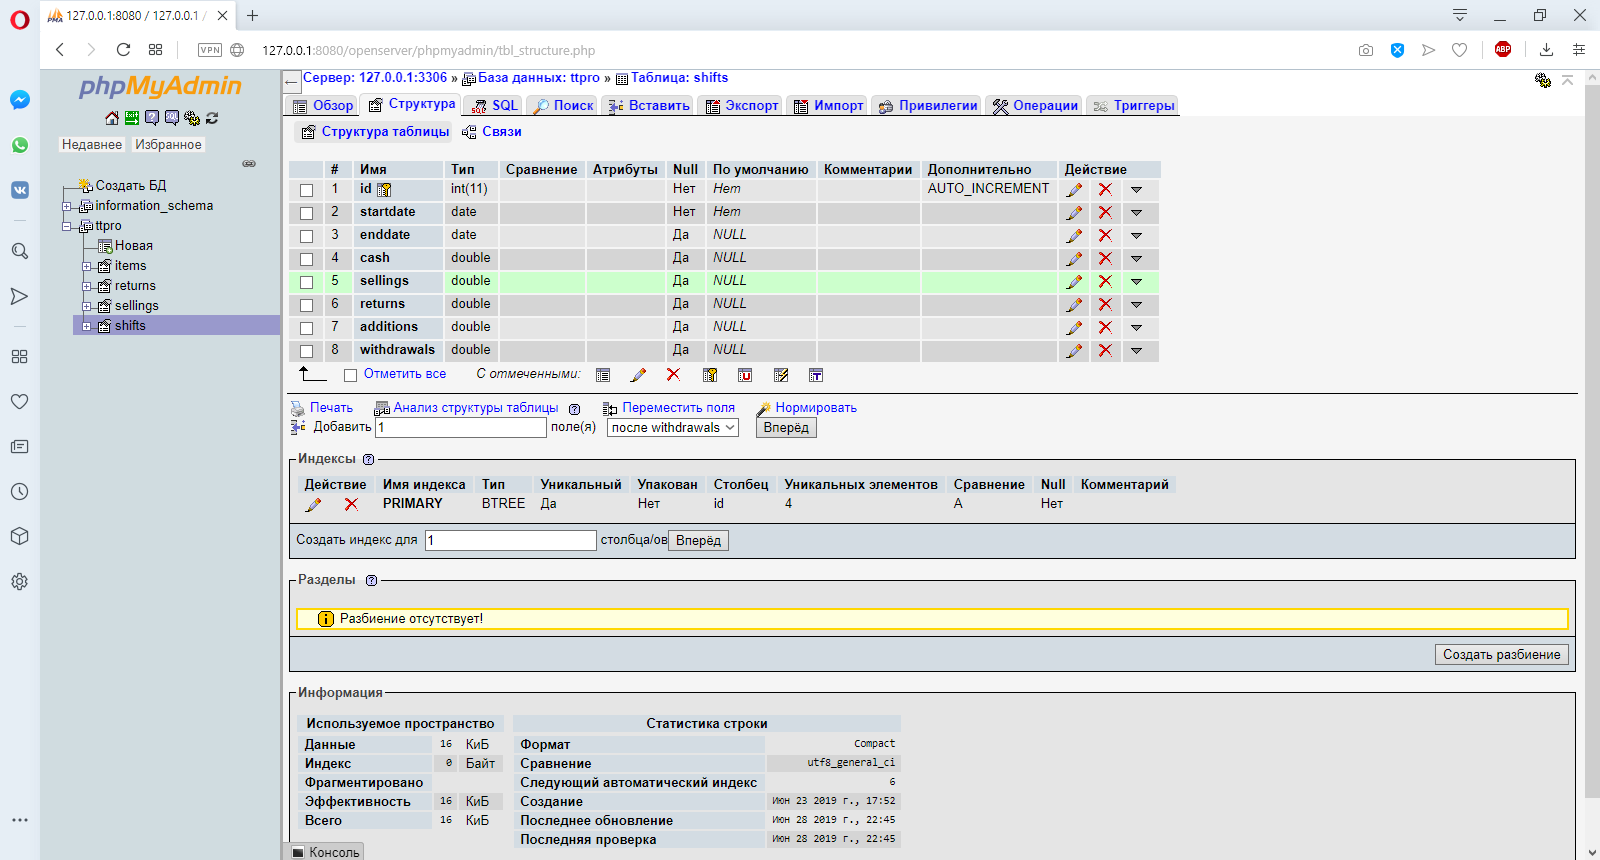 127.0.0.1:8080 / 127.0.0.1 /
VPN 127.0.0.1:8080/openserver/phpmyadmin/tbl_structure.php ABP
phpMyAdmin
Недавнее Избранное
Создать БД
information_schema
ttpro
Новая
items
returns
sellings
shifts
Сервер: 127.0.0.1:3306 » База данных: ttpro » Таблица: shifts
Обзор Структура SQL Поиск Вставить Экспорт Импорт Привилегии Операции Триггеры
Структура таблицы Связи
# Имя Тип Сравнение Атрибуты Null По умолчанию Комментарии Дополнительно Действие
1 id int(11) Нет Нет AUTO_INCREMENT
2 startdate date Нет Нет
3 enddate date Да NULL
4 cash double Да NULL
5 sellings double Да NULL
6 returns double Да NULL
7 additions double Да NULL
8 withdrawals double Да NULL
Отметить все С отмеченными:
Печать Анализ структуры таблицы Переместить поля Нормировать
Добавить 1 поле(я) после withdrawals Вперёд
Индексы
Действие Имя индекса Тип Уникальный Упакован Столбец Уникальных элементов Сравнение Null Комментарий
PRIMARY BTREE Да Нет id 4 A Нет
Создать индекс для 1 столбца/ов Вперёд
Разделы
Разбиение отсутствует!
Создать разбиение
Информация
Используемое пространство
Данные 16 КиБ
Индекс 0 Байт
Фрагментировано
Эффективность 16 КиБ
Всего 16 КиБ
Статистика строки
Формат Compact
Сравнение utf8_general_ci
Следующий автоматический индекс 6
Создание Июн 23 2019 г., 17:52
Последнее обновление Июн 28 2019 г., 22:45
Последняя проверка Июн 28 2019 г., 22:45
Консоль